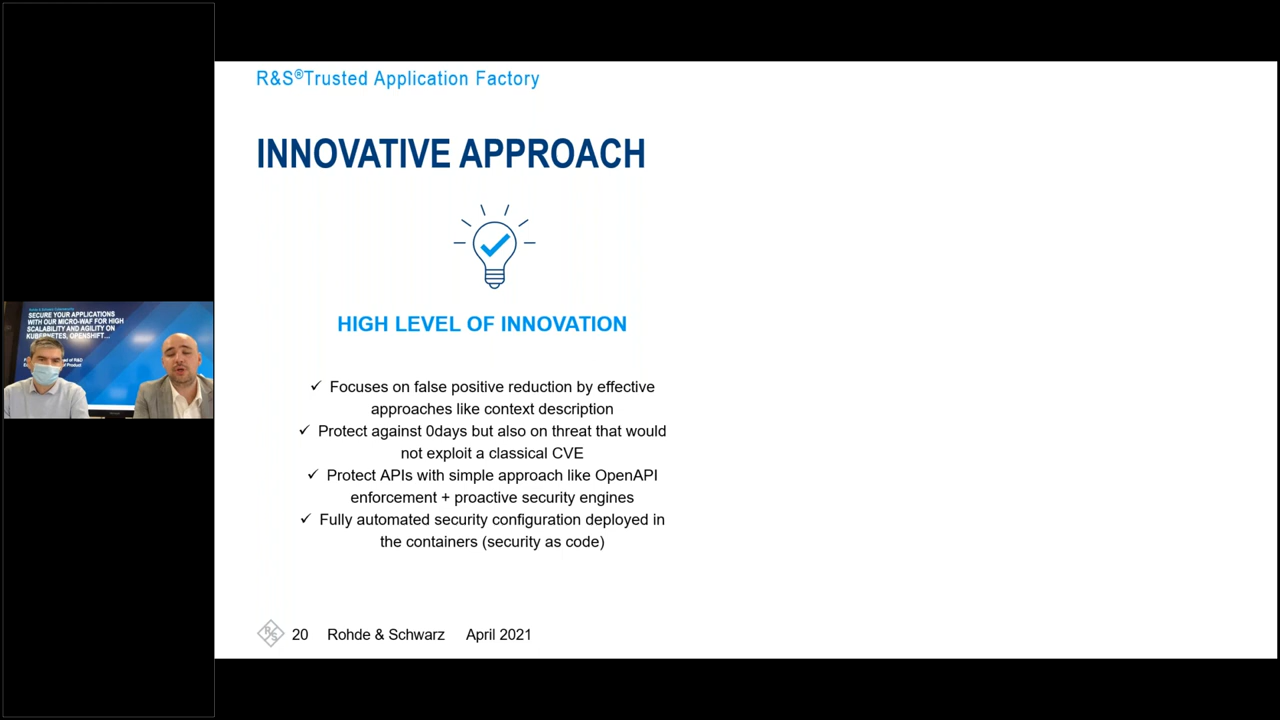 R&S®Trusted Application Factory
INNOVATIVE APPROACH
HIGH LEVEL OF INNOVATION
✓ Focuses on false positive reduction by effective
approaches like context description
✓ Protect against 0days but also on threat that would
not exploit a classical CVE
✓ Protect APIs with simple approach like OpenAPI
enforcement + proactive security engines
✓ Fully automated security configuration deployed in
the containers (security as code)
R&S
20 Rohde & Schwarz April 2021
SECURE YOUR APPLICATIONS
WITH OUR MICRO-WAF FOR HIGH
SCALABILITY AND AGILITY ON
KUBERNETES, OPENSHIFT...